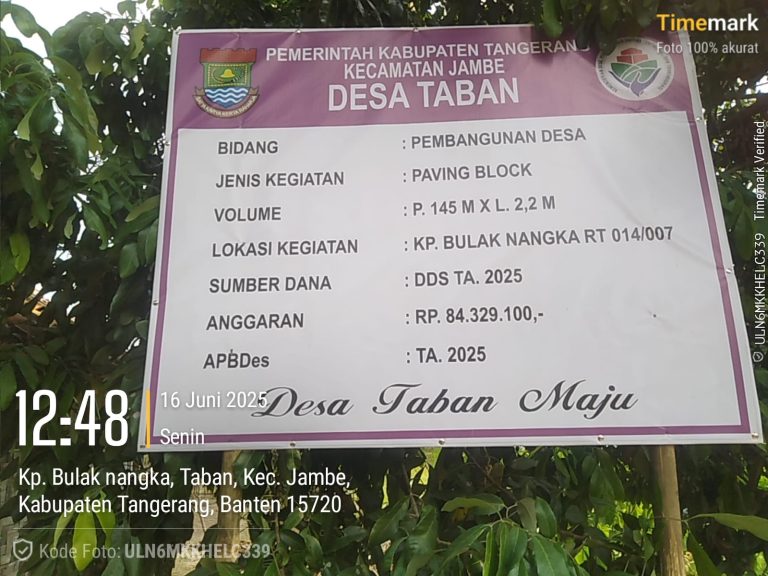 Timemark
Foto 100% akurat
PEMERINTAH KABUPATEN TANGERANG
KECAMATAN JAMBE
DESA TABAN
BIDANG : PEMBANGUNAN DESA
JENIS KEGIATAN : PAVING BLOCK
VOLUME : P. 145 M X L. 2,2 M
LOKASI KEGIATAN : KP. BULAK NANGKA RT 014/007
SUMBER DANA : DDS TA. 2025
ANGGARAN : RP. 84.329.100,-
APBDes : TA. 2025
Desa Taban Maju
12:48
16 Juni 2025
Senin
Kp. Bulak nangka, Taban, Kec. Jambe,
Kabupaten Tangerang, Banten 15720
Kode Foto: ULN6MKKHELC339
ULN6MKKHELC339 Timemark Verified